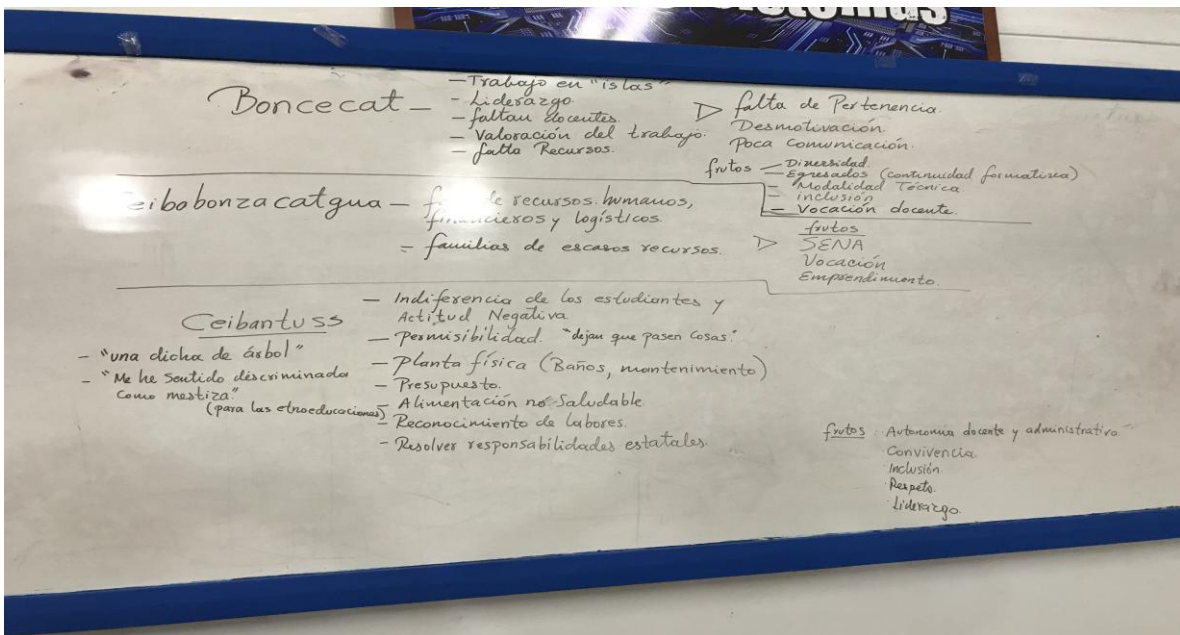 Sistemas
Boncecat –
– Trabajo en "islas"
– Liderazgo
– faltan docentes.
– Valoración del trabajo.
– falta Recursos.
▷ falta de Pertenencia.
Desmotivación.
Poca Comunicación.
frutos – Diversidad.
– Egresados (continuidad formativa)
– Modalidad Técnica
– inclusión
– Vocación docente.
eibobonzacatgua –
de recursos humanos,
financieros y logísticos.
– familias de escasos recursos.
▷ frutos
SENA
Vocación
Emprendimiento.
Ceibantuss
– "una dicha de árbol"
– "Me he Sentido discriminada
como mestiza"
(para las etnoeducaciones)
– Indiferencia de los estudiantes y
Actitud Negativa
– Permisibilidad. "dejan que pasen cosas".
– Planta física (Baños, mantenimiento)
– Presupuesto.
– Alimentación no Saludable.
– Reconocimiento de labores.
– Resolver responsabilidades estatales.
frutos Autonomia docente y administrativa
Convivencia.
Inclusión
Respeto.
Liderazgo.